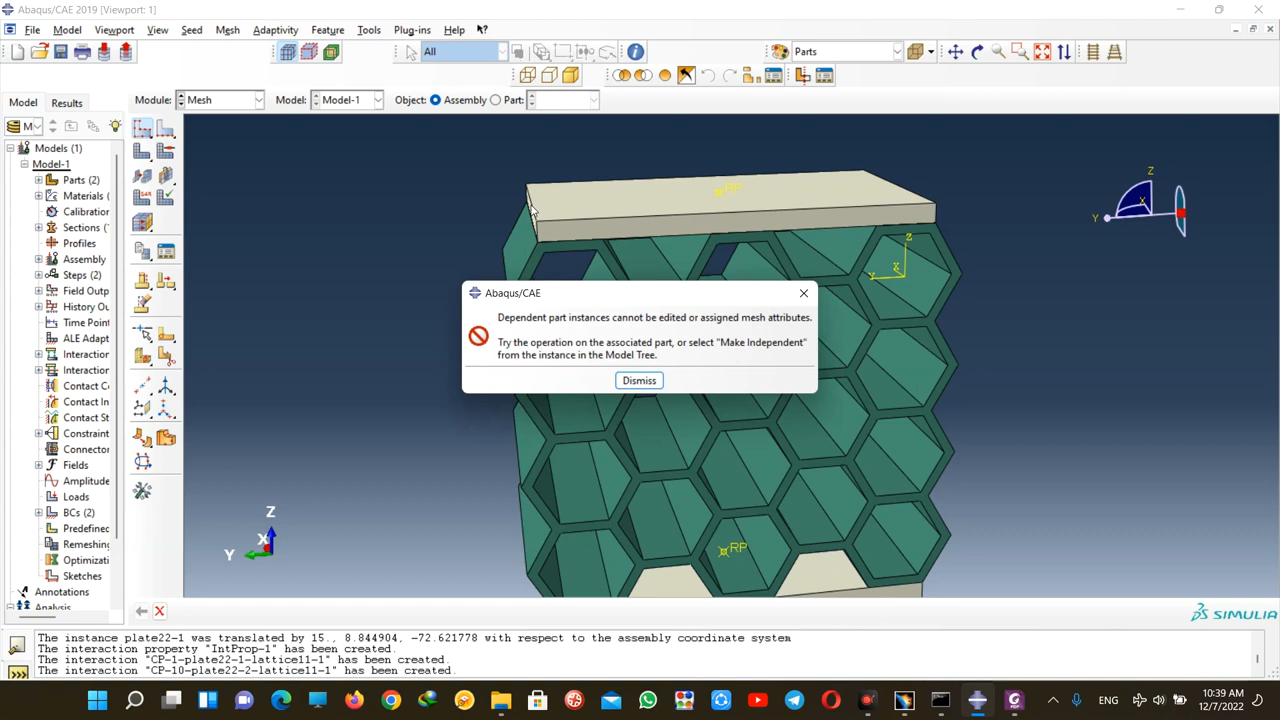 Abaqus/CAE 2019 [Viewport: 1]
File Model Viewport View Seed Mesh Adaptivity Feature Tools Plug-ins Help
All Parts
Model Results Module: Mesh Model: Model-1 Object: Assembly Part:
M
Models (1)
Model-1
Parts (2)
Materials (
Calibration
Sections (
Profiles
Assembly
Steps (2)
Field Outp
History Ou
Time Point
ALE Adapt
Interaction
Interaction
Contact Co
Contact In
Contact St
Constraint
Connector
Fields
Amplitude
Loads
BCs (2)
Predefined
Remeshing
Optimizati
Sketches
Annotations
Analysis
RP
Z
X
Y
Z
X
Y
Abaqus/CAE
Dependent part instances cannot be edited or assigned mesh attributes.
Try the operation on the associated part, or select "Make Independent"
from the instance in the Model Tree.
Dismiss
RP
Z
X
Y
SIMULIA
The instance plate22-1 was translated by 15., 8.844904, -72.621778 with respect to the assembly coordinate system
The interaction property "IntProp-1" has been created.
The interaction "CP-1-plate22-1-lattice11-1" has been created.
The interaction "CP-10-plate22-2-lattice11-1" has been created.
ENG
10:39 AM
12/7/2022